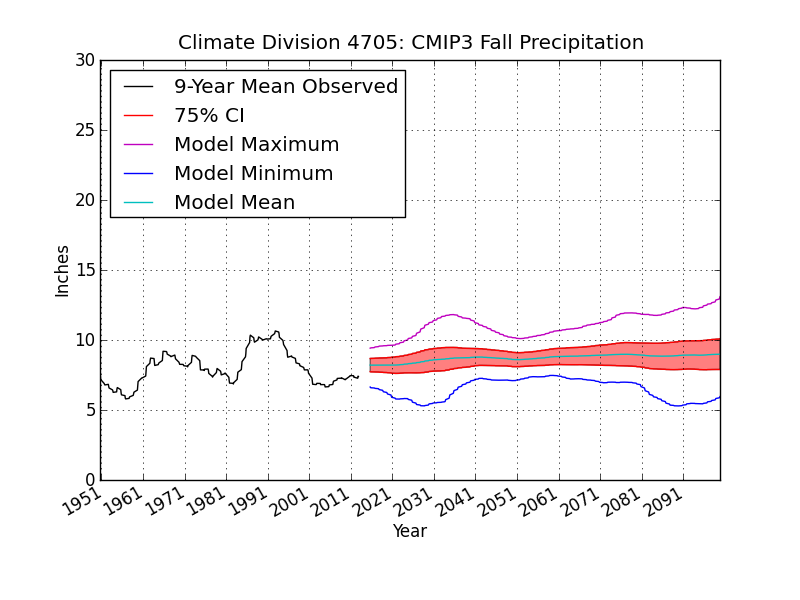 Climate Division 4705: CMIP3 Fall Precipitation
30
25
20
15
10
5
0
Inches
9-Year Mean Observed
75% CI
Model Maximum
Model Minimum
Model Mean
1951 1961 1971 1981 1991 2001 2011 2021 2031 2041 2051 2061 2071 2081 2091
Year